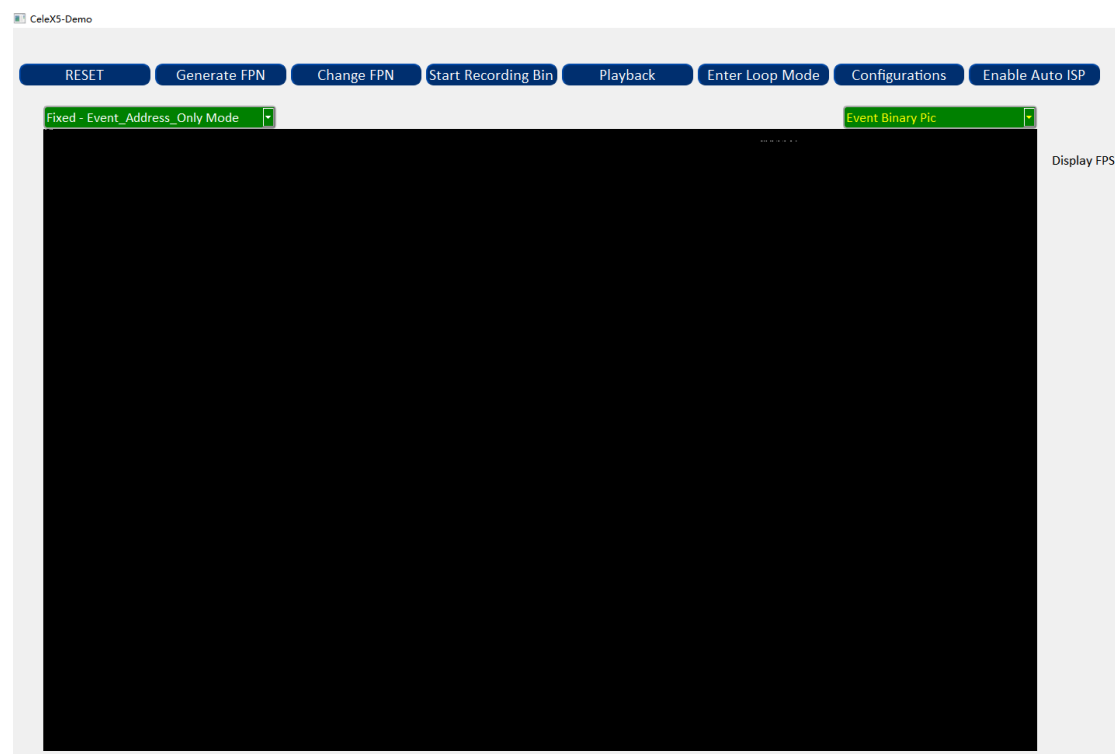 CeleX5-Demo
RESET Generate FPN Change FPN Start Recording Bin Playback Enter Loop Mode Configurations Enable Auto ISP
Fixed - Event_Address_Only Mode Event Binary Pic
Display FPS